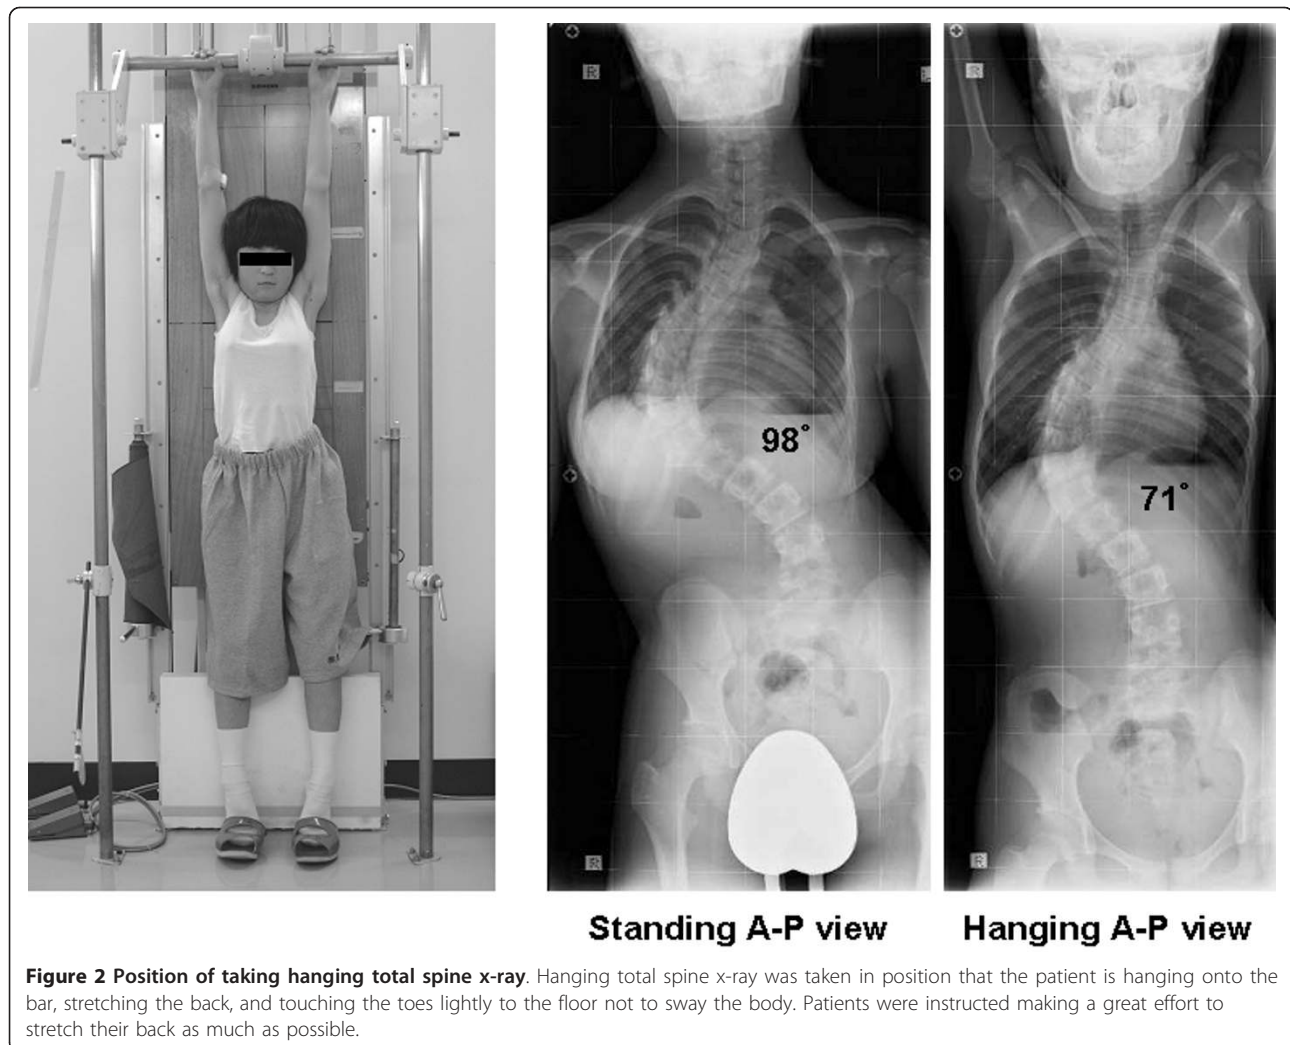 R
R
98°
71°
R
R
Standing A-P view
Hanging A-P view
Figure 2 Position of taking hanging total spine x-ray. Hanging total spine x-ray was taken in position that the patient is hanging onto the
bar, stretching the back, and touching the toes lightly to the floor not to sway the body. Patients were instructed making a great effort to
stretch their back as much as possible.